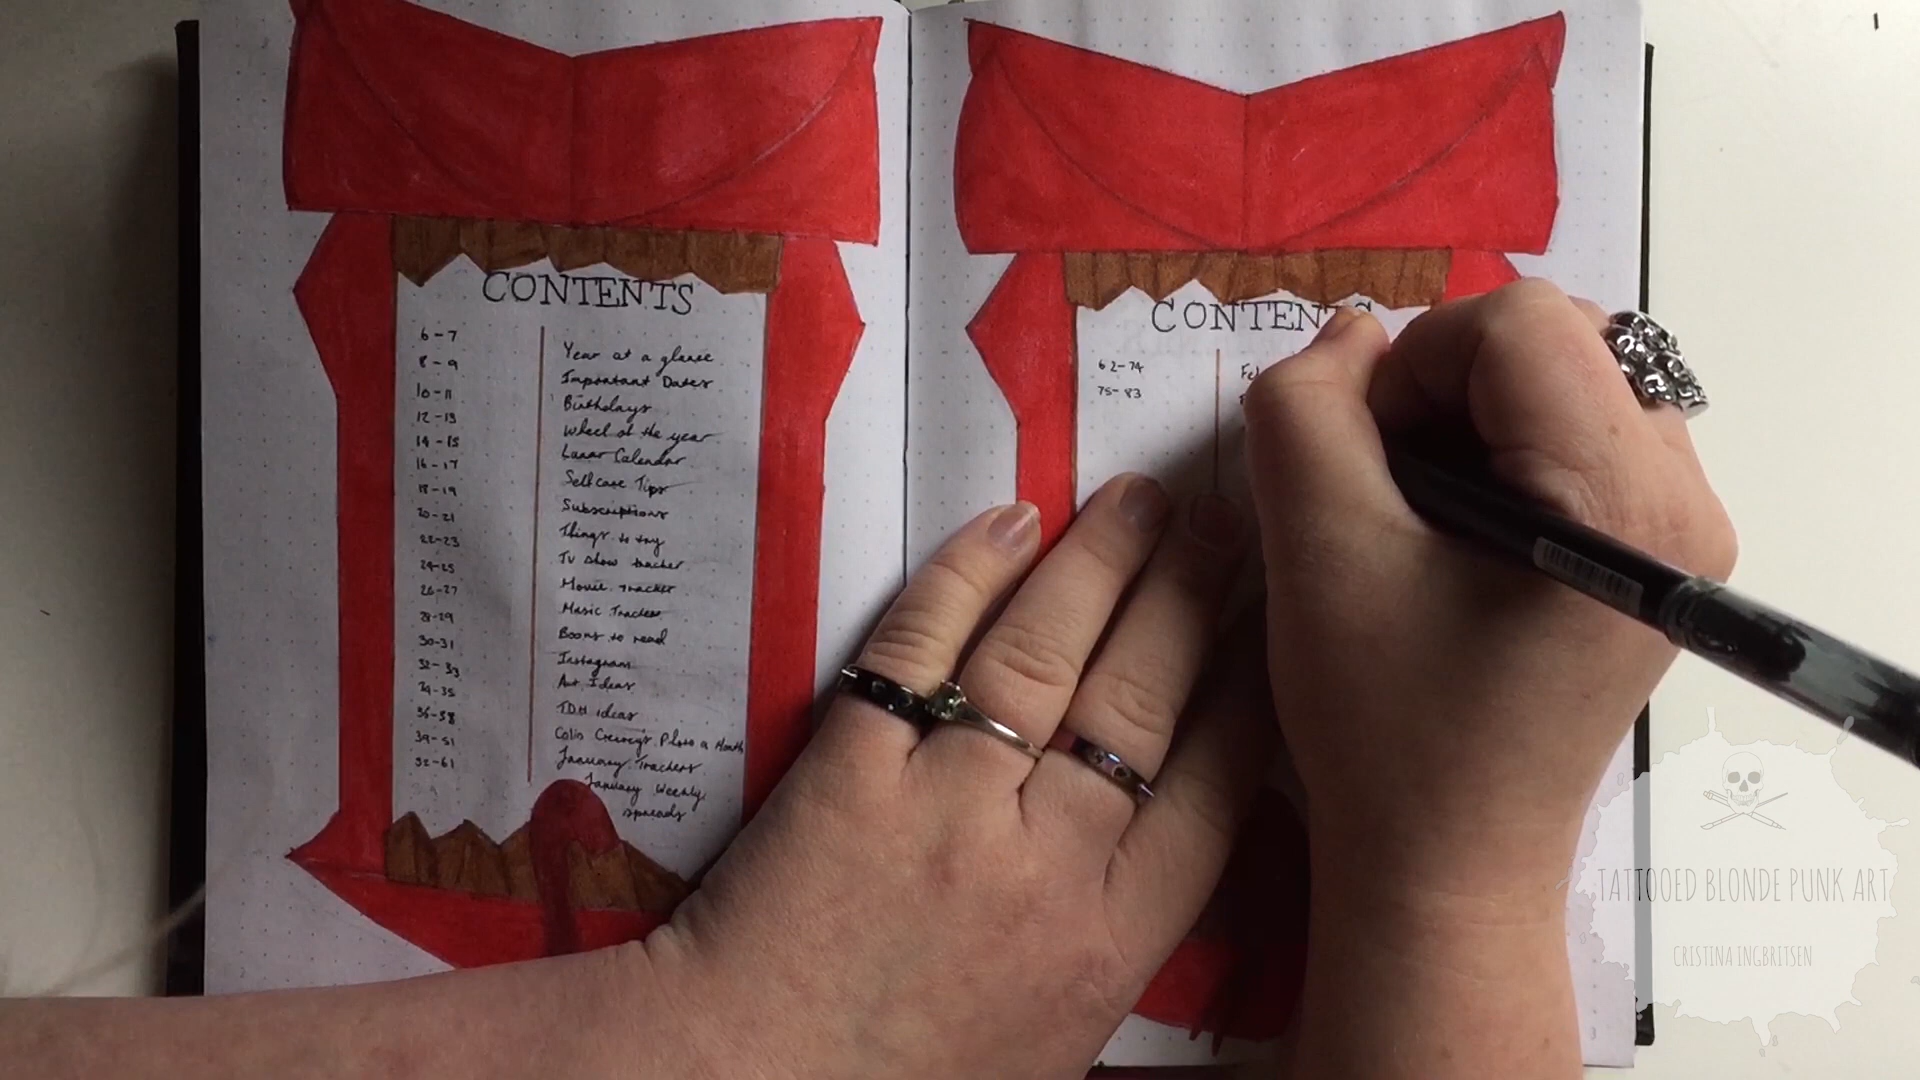 CONTENTS
6-7
8-9
10-11
12-13
14-15
16-17
18-19
20-21
22-23
24-25
26-27
28-29
30-31
32-33
34-35
36-38
39-51
52-61
Year at a glance
Important Dates
Birthdays
Wheel of the year
Lunar Calendar
Selfcare Tips
Subscriptions
Things to try
TV show tracker
Movie tracker
Music Tracker
Books to read
Instagram
Art Ideas
TDH ideas
Colin a Month
January Trackers
January Weekly
spreads
CONTENTS
62-74
75-83
TATTOOED BLONDE PUNK ART
CRISTINA INGBRITSEN